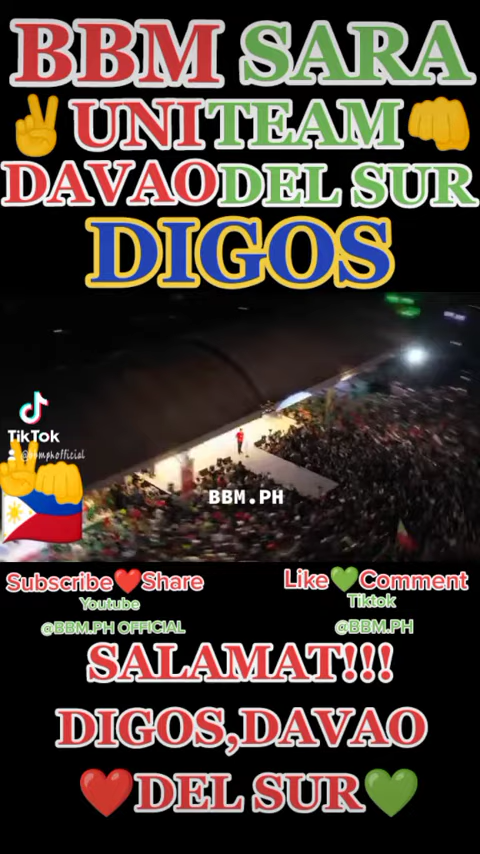 BBM SARA
UNITEAM
DAVAO DEL SUR
DIGOS
TikTok
@bbmphofficial
BBM.PH
Subscribe❤️Share
Youtube
@BBM.PH OFFICIAL
Like💚Comment
Tiktok
@BBM.PH
SALAMAT!!!
DIGOS,DAVAO
❤️DEL SUR💚